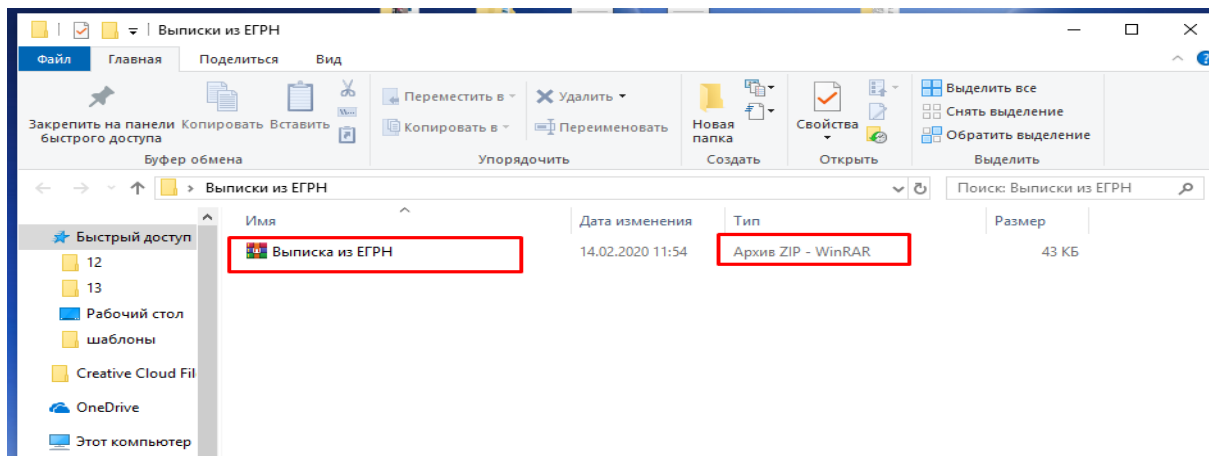 Выписки из ЕГРН
Файл Главная Поделиться Вид
Закрепить на панели быстрого доступа
Копировать
Вставить
Переместить в
Копировать в
Удалить
Переименовать
Новая папка
Свойства
Выделить все
Снять выделение
Обратить выделение
Буфер обмена Упорядочить Создать Открыть Выделить
Выписки из ЕГРН
Поиск: Выписки из ЕГРН
Имя Дата изменения Тип Размер
Выписка из ЕГРН 14.02.2020 11:54 Архив ZIP - WinRAR 43 КБ
Быстрый доступ
12
13
Рабочий стол
шаблоны
Creative Cloud Fil
OneDrive
Этот компьютер